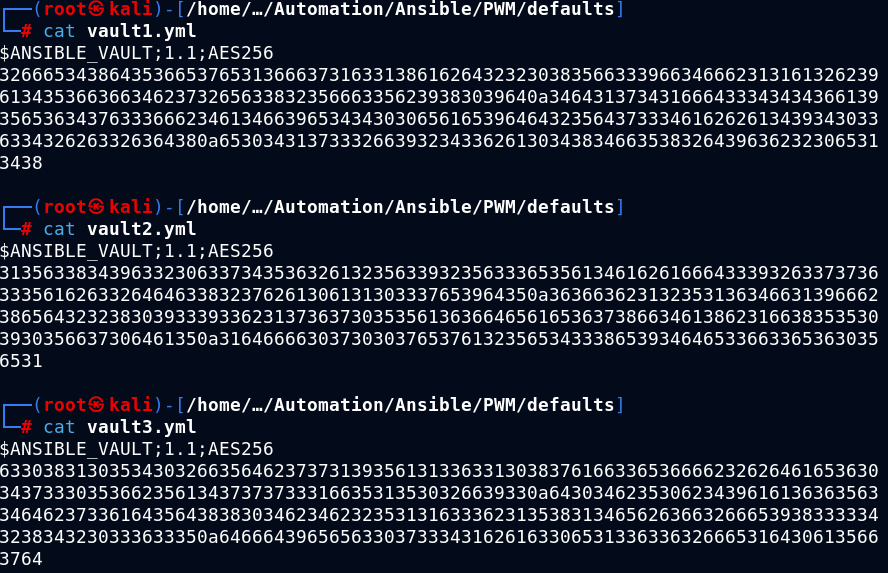 ┌──(root㉿kali)-[/home/…/Automation/Ansible/PWM/defaults]
└─# cat vault1.yml
$ANSIBLE_VAULT;1.1;AES256
32666534386435366537653136663731633138616264323230383566333966346662313161326239
6134353663663462373265633832356663356239383039640a346431373431666433343434366139
35653634376333666234613466396534343030656165396464323564373334616262613439343033
6334326263326364380a653034313733326639323433626130343834663538326439636232306531
3438

┌──(root㉿kali)-[/home/…/Automation/Ansible/PWM/defaults]
└─# cat vault2.yml
$ANSIBLE_VAULT;1.1;AES256
31356338343963323063373435363261323563393235633365356134616261666433393263373736
3335616263326464633832376261306131303337653964350a363663623132353136346631396662
38656432323830393339336231373637303535613636646561653637386634613862316638353530
3930356637306461350a316466663037303037653761323565343338653934646533663365363035
6531

┌──(root㉿kali)-[/home/…/Automation/Ansible/PWM/defaults]
└─# cat vault3.yml
$ANSIBLE_VAULT;1.1;AES256
63303831303534303266356462373731393561313363313038376166336536666232626461653630
3437333035366235613437373733316635313530326639330a643034623530623439616136363563
34646237336164356438383034623462323531316333623135383134656263663266653938333334
3238343230333633350a646664396565633037333431626163306531336336326665316430613566
3764